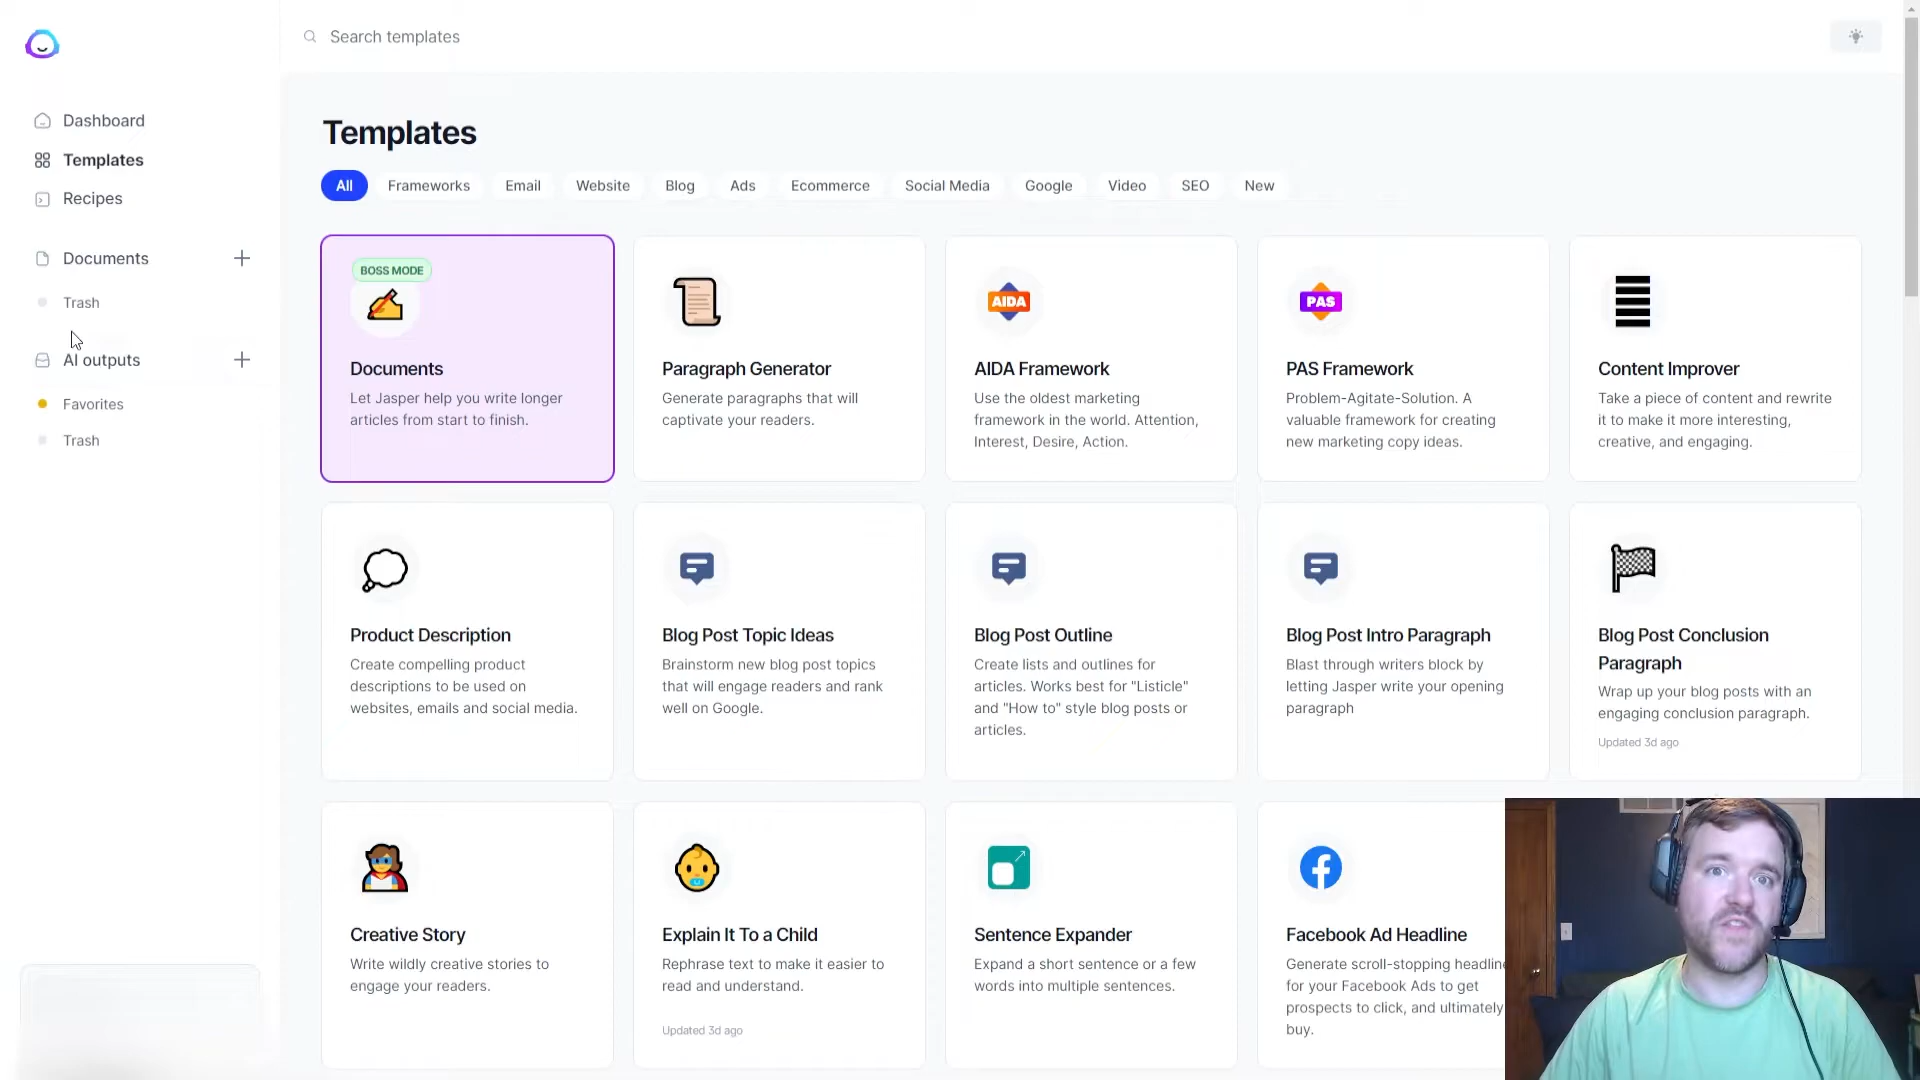 Search templates
Dashboard
Templates
Recipes
Documents
Trash
AI outputs
Favorites
Trash
Templates
All
Frameworks
Email
Website
Blog
Ads
Ecommerce
Social Media
Google
Video
SEO
New
BOSS MODE
Documents
Let Jasper help you write longer
articles from start to finish.
Paragraph Generator
Generate paragraphs that will
captivate your readers.
AIDA
AIDA Framework
Use the oldest marketing
framework in the world. Attention,
Interest, Desire, Action.
PAS
PAS Framework
Problem-Agitate-Solution. A
valuable framework for creating
new marketing copy ideas.
Content Improver
Take a piece of content and rewrite
it to make it more interesting,
creative, and engaging.
Product Description
Create compelling product
descriptions to be used on
websites, emails and social media.
Blog Post Topic Ideas
Brainstorm new blog post topics
that will engage readers and rank
well on Google.
Blog Post Outline
Create lists and outlines for
articles. Works best for "Listicle"
and "How to" style blog posts or
articles.
Blog Post Intro Paragraph
Blast through writers block by
letting Jasper write your opening
paragraph
Blog Post Conclusion
Paragraph
Wrap up your blog posts with an
engaging conclusion paragraph.
Updated 3d ago
Creative Story
Write wildly creative stories to
engage your readers.
Explain It To a Child
Rephrase text to make it easier to
read and understand.
Updated 3d ago
Sentence Expander
Expand a short sentence or a few
words into multiple sentences.
Facebook Ad Headline
Generate scroll-stopping headline
for your Facebook Ads to get
prospects to click, and ultimately
buy.